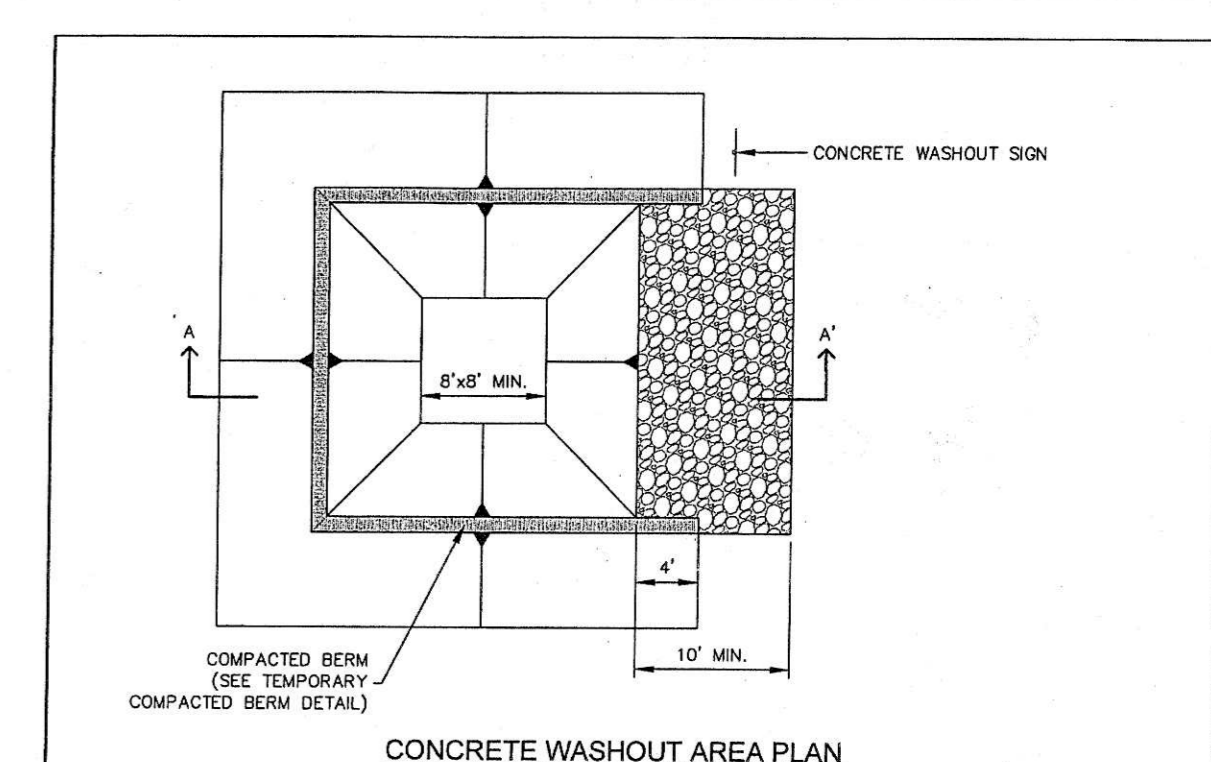 CONCRETE WASHOUT SIGN
A
A'
8'x8' MIN.
4'
10' MIN.
COMPACTED BERM
(SEE TEMPORARY
COMPACTED BERM DETAIL)
CONCRETE WASHOUT AREA PLAN